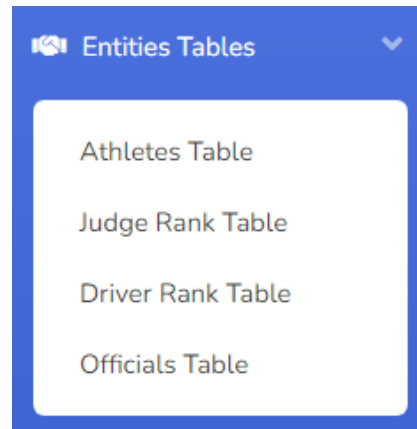 Entities Tables
Athletes Table
Judge Rank Table
Driver Rank Table
Officials Table